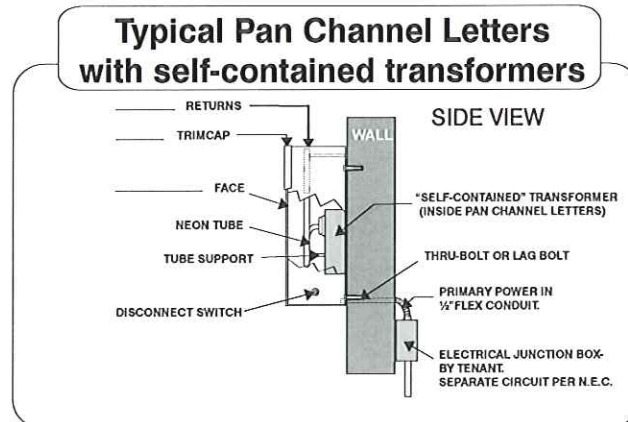 Typical Pan Channel Letters
with self-contained transformers
RETURNS
TRIMCAP
WALL
SIDE VIEW
FACE
"SELF-CONTAINED" TRANSFORMER
(INSIDE PAN CHANNEL LETTERS)
NEON TUBE
TUBE SUPPORT
THRU-BOLT OR LAG BOLT
DISCONNECT SWITCH
PRIMARY POWER IN
½" FLEX CONDUIT.
ELECTRICAL JUNCTION BOX-
BY TENANT.
SEPARATE CIRCUIT PER N.E.C.